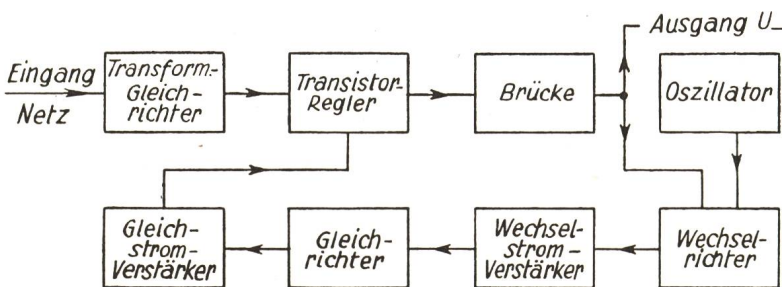 Ausgang U_
Eingang
Netz
Transform.-
Gleich-
richter
Transistor-
Regler
Brücke
Oszillator
Gleich-
strom-
Verstärker
Gleich-
richter
Wechsel-
strom-
Verstärker
Wechsel-
richter